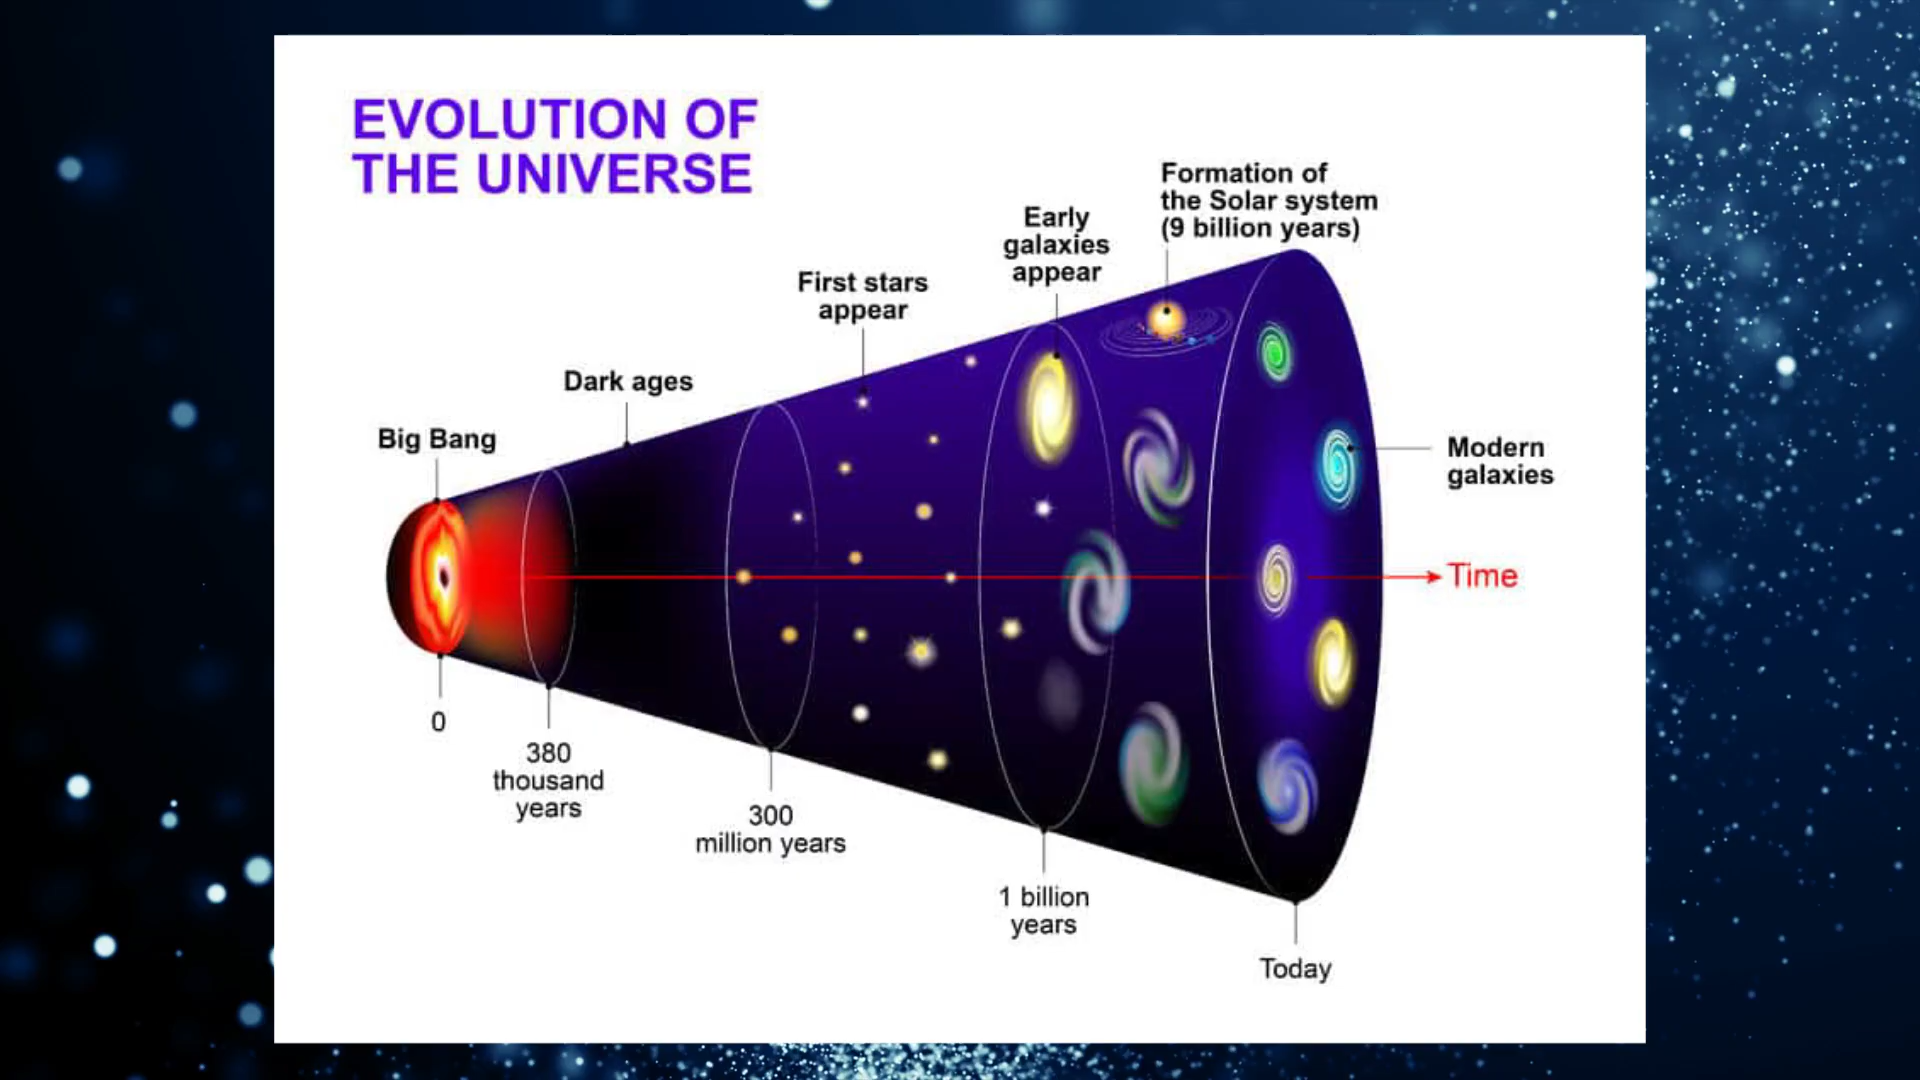 EVOLUTION OF
THE UNIVERSE
Formation of
the Solar system
(9 billion years)
Early
galaxies
appear
First stars
appear
Dark ages
Big Bang
Modern
galaxies
Time
0
380
thousand
years
300
million years
1 billion
years
Today